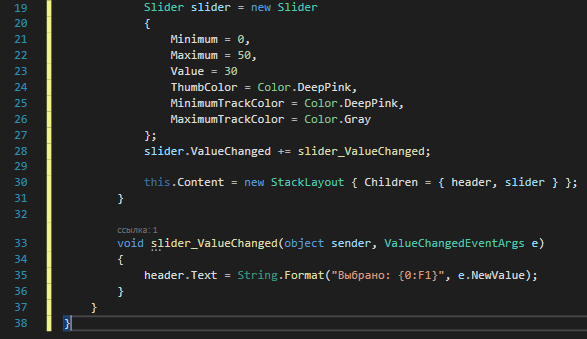 19 Slider slider = new Slider
20 {
21 Minimum = 0,
22 Maximum = 50,
23 Value = 30
24 ThumbColor = Color.DeepPink,
25 MinimumTrackColor = Color.DeepPink,
26 MaximumTrackColor = Color.Gray
27 };
28 slider.ValueChanged += slider_ValueChanged;
29
30 this.Content = new StackLayout { Children = { header, slider } };
31 }
32
ссылка: 1
33 void slider_ValueChanged(object sender, ValueChangedEventArgs e)
34 {
35 header.Text = String.Format("Выбрано: {0:F1}", e.NewValue);
36 }
37 }
38 }